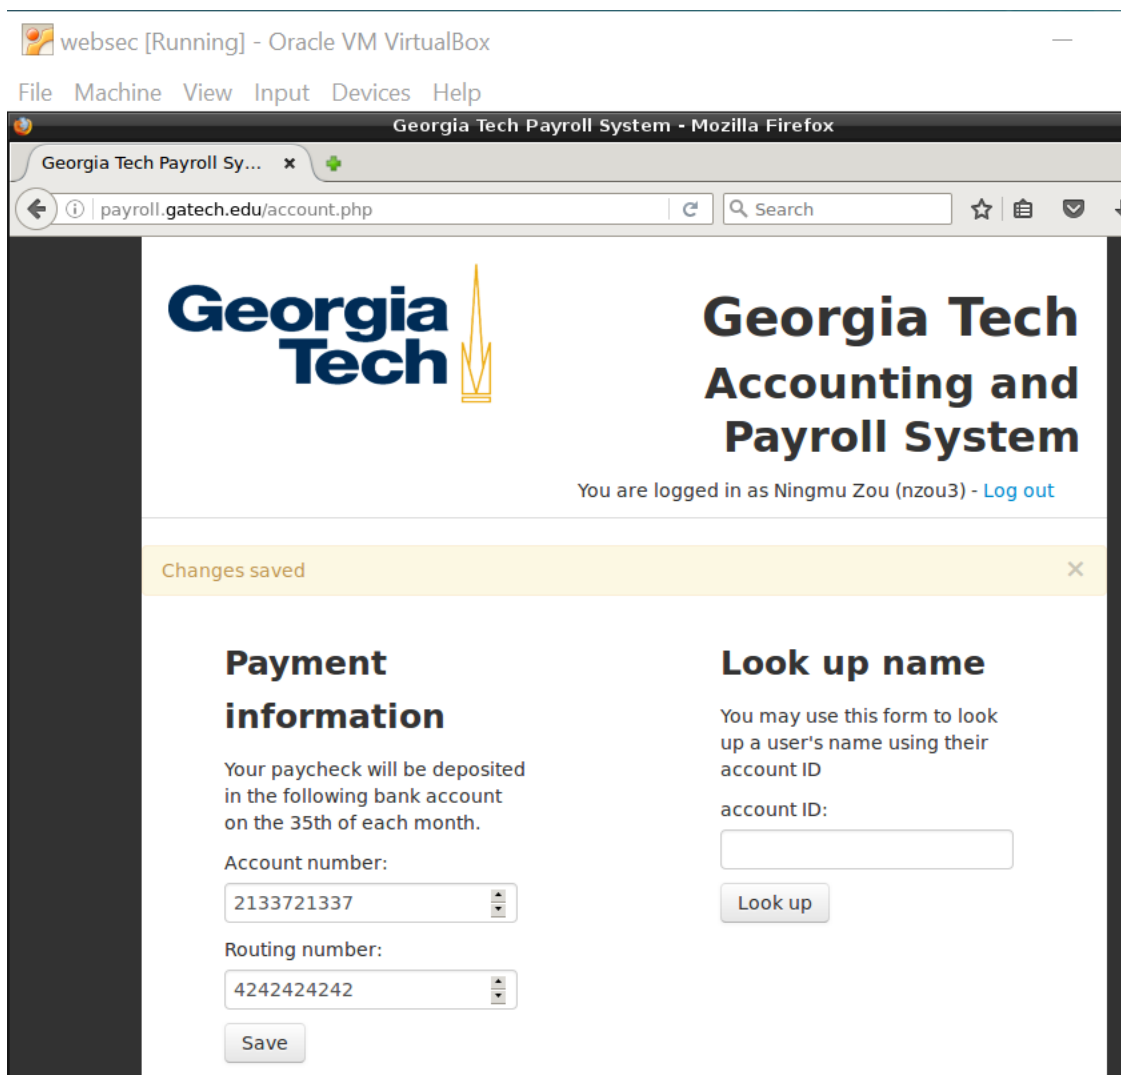 websec [Running] - Oracle VM VirtualBox
File Machine View Input Devices Help
Georgia Tech Payroll System - Mozilla Firefox
Georgia Tech Payroll Sy...
payroll.gatech.edu/account.php
Search
Georgia
Tech
Georgia Tech
Accounting and
Payroll System
You are logged in as Ningmu Zou (nzou3) - Log out
Changes saved
Payment
information
Your paycheck will be deposited
in the following bank account
on the 35th of each month.
Account number:
2133721337
Routing number:
4242424242
Save
Look up name
You may use this form to look
up a user's name using their
account ID
account ID:
Look up